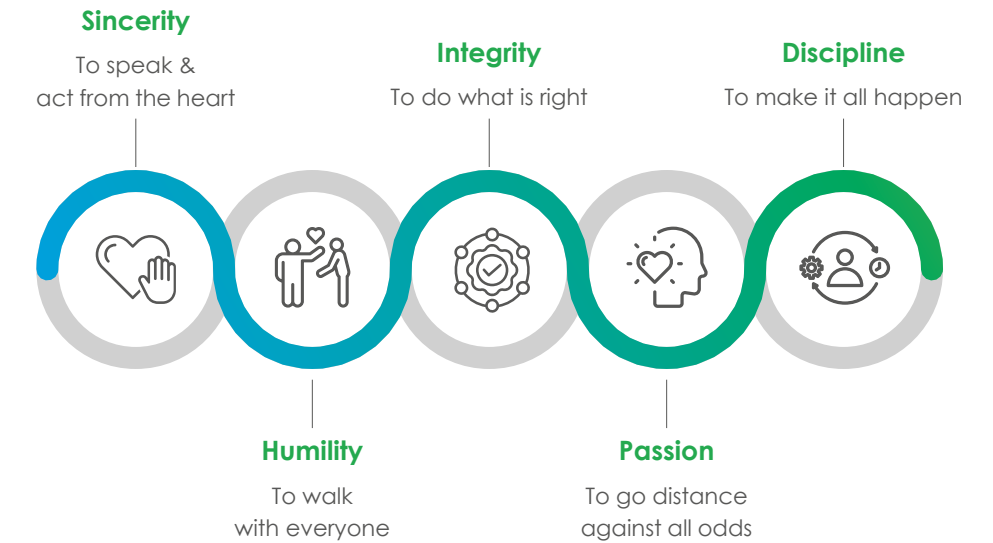 Sincerity
To speak &
act from the heart
Humility
To walk
with everyone
Integrity
To do what is right
Passion
To go distance
against all odds
Discipline
To make it all happen